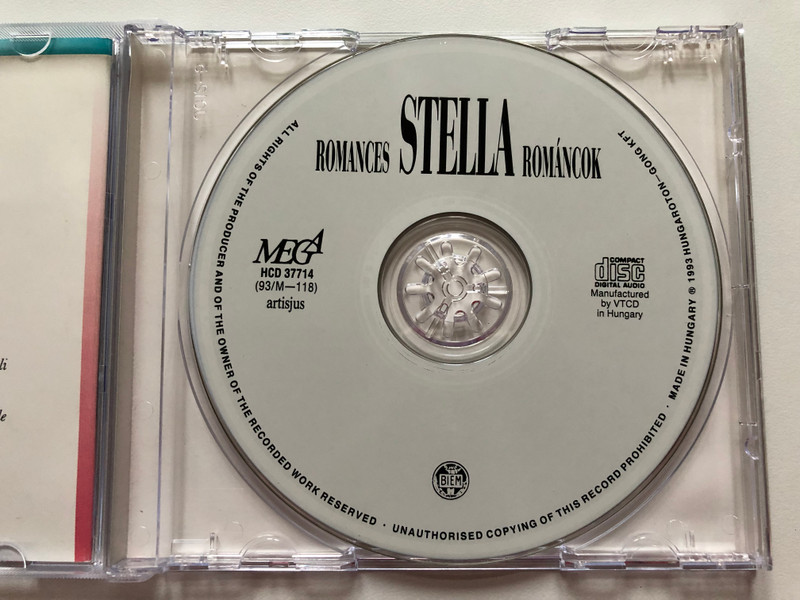 ROMANCES STELLA ROMÁNCOK
MEGA
HCD 37714
(93/M—118)
artisjus
COMPACT
disc
DIGITAL AUDIO
Manufactured
by VTCD
in Hungary
BIEM
ALL RIGHTS OF THE PRODUCER AND OF THE OWNER OF THE RECORDED WORK RESERVED · UNAUTHORISED COPYING OF THIS RECORD PROHIBITED · MADE IN HUNGARY ® 1993 HUNGAROTON—GONG KFT